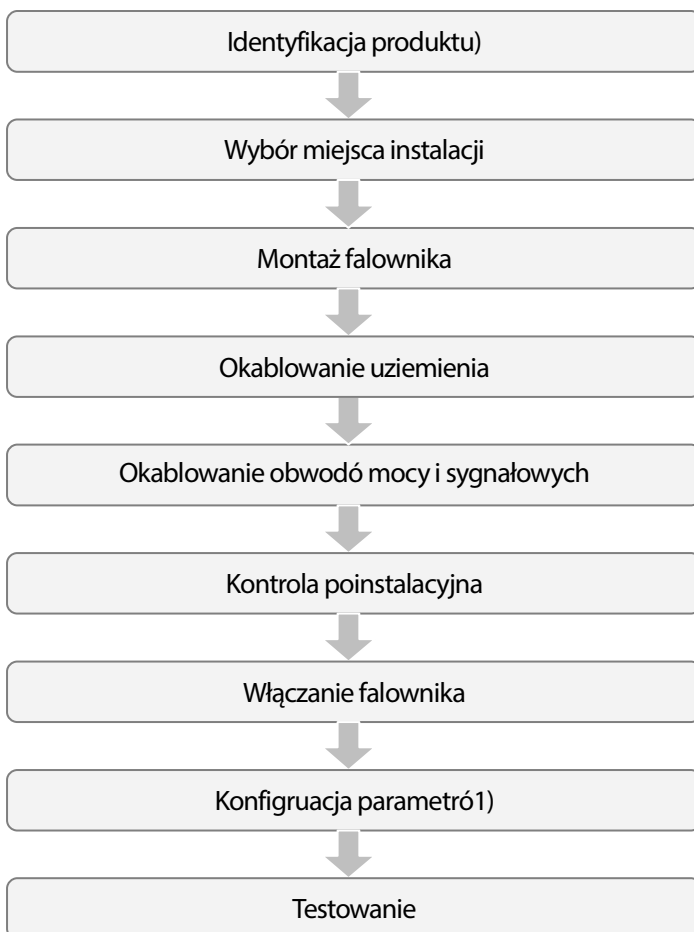 Identyfikacja produktu)
Wybór miejsca instalacji
Montaż falownika
Okablowanie uziemienia
Okablowanie obwodó mocy i sygnałowych
Kontrola poinstalacyjna
Włączanie falownika
Konfigruacja parametró1)
Testowanie